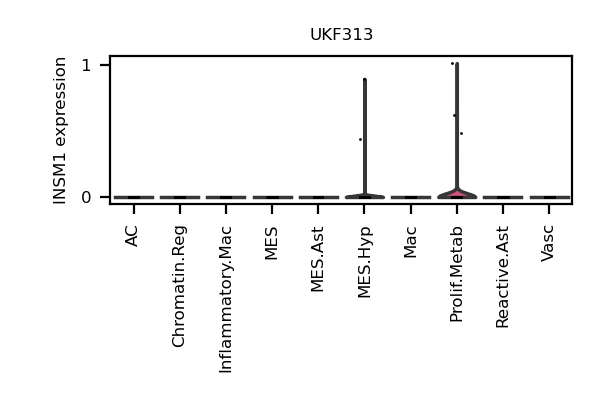 UKF313
INSM1 expression
1
0
AC
Chromatin.Reg
Inflammatory.Mac
MES
MES.Ast
MES.Hyp
Mac
Prolif.Metab
Reactive.Ast
Vasc